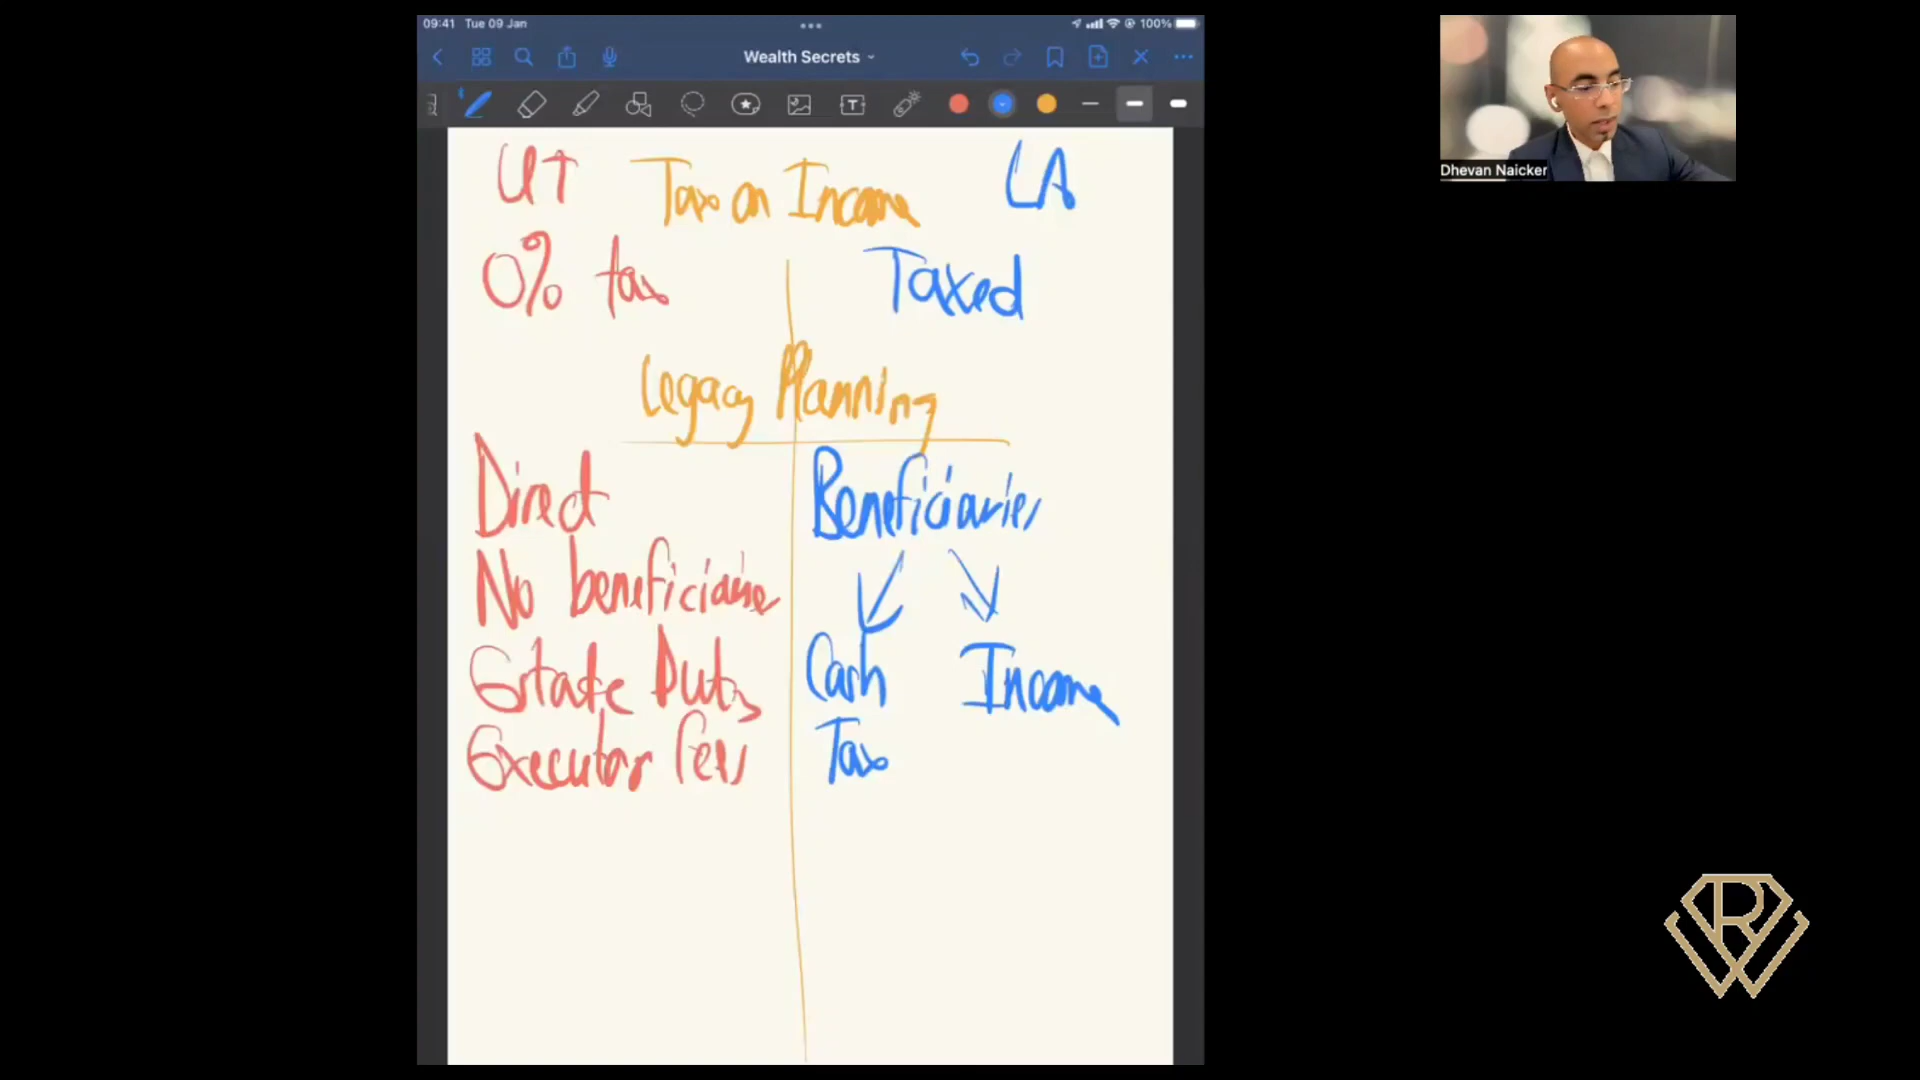 09:41 Tue 09 Jan
100%
Wealth Secrets
UT Tax on Income LA
0% tax Taxed
Legacy Planning
Direct Beneficiaries
No beneficiaries
Estate Duty Cash Income
Executor fees Tax
Dhevan Naicker
RW